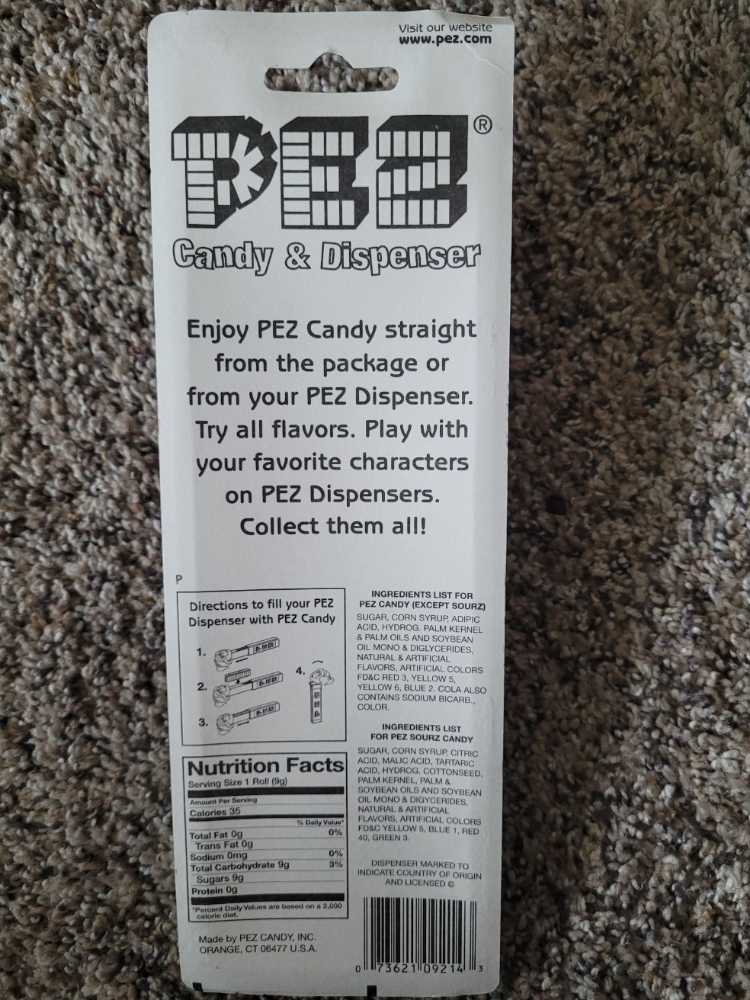 Visit our website
www.pez.com
PEZ®
Candy & Dispenser
Enjoy PEZ Candy straight
from the package or
from your PEZ Dispenser.
Try all flavors. Play with
your favorite characters
on PEZ Dispensers.
Collect them all!
P
Directions to fill your PEZ
Dispenser with PEZ Candy
1.
2.
3.
4.
Nutrition Facts
Serving Size 1 Roll (9g)
Amount Per Serving
Calories 35
% Daily Value*
Total Fat 0g 0%
Trans Fat 0g
Sodium 0mg 0%
Total Carbohydrate 9g 3%
Sugars 9g
Protein 0g
*Percent Daily Values are based on a 2,000
calorie diet.
Made by PEZ CANDY, INC.
ORANGE, CT 06477 U.S.A.
INGREDIENTS LIST FOR
PEZ CANDY (EXCEPT SOURZ)
SUGAR, CORN SYRUP, ADIPIC
ACID, HYDROG. PALM KERNEL
& PALM OILS AND SOYBEAN
OIL MONO & DIGLYCERIDES,
NATURAL & ARTIFICIAL
FLAVORS, ARTIFICIAL COLORS
FD&C RED 3, YELLOW 5,
YELLOW 6, BLUE 2. COLA ALSO
CONTAINS SODIUM BICARB.,
COLOR.
INGREDIENTS LIST
FOR PEZ SOURZ CANDY
SUGAR, CORN SYRUP, CITRIC
ACID, MALIC ACID, TARTARIC
ACID, HYDROG. COTTONSEED,
PALM KERNEL, PALM &
SOYBEAN OILS AND SOYBEAN
OIL MONO & DIGYCERIDES,
NATURAL & ARTIFICIAL
FLAVORS, ARTIFICIAL COLORS
FD&C YELLOW 5, BLUE 1, RED
40, GREEN 3.
DISPENSER MARKED TO
INDICATE COUNTRY OF ORIGIN
AND LICENSED ©
0 73621 09214 3